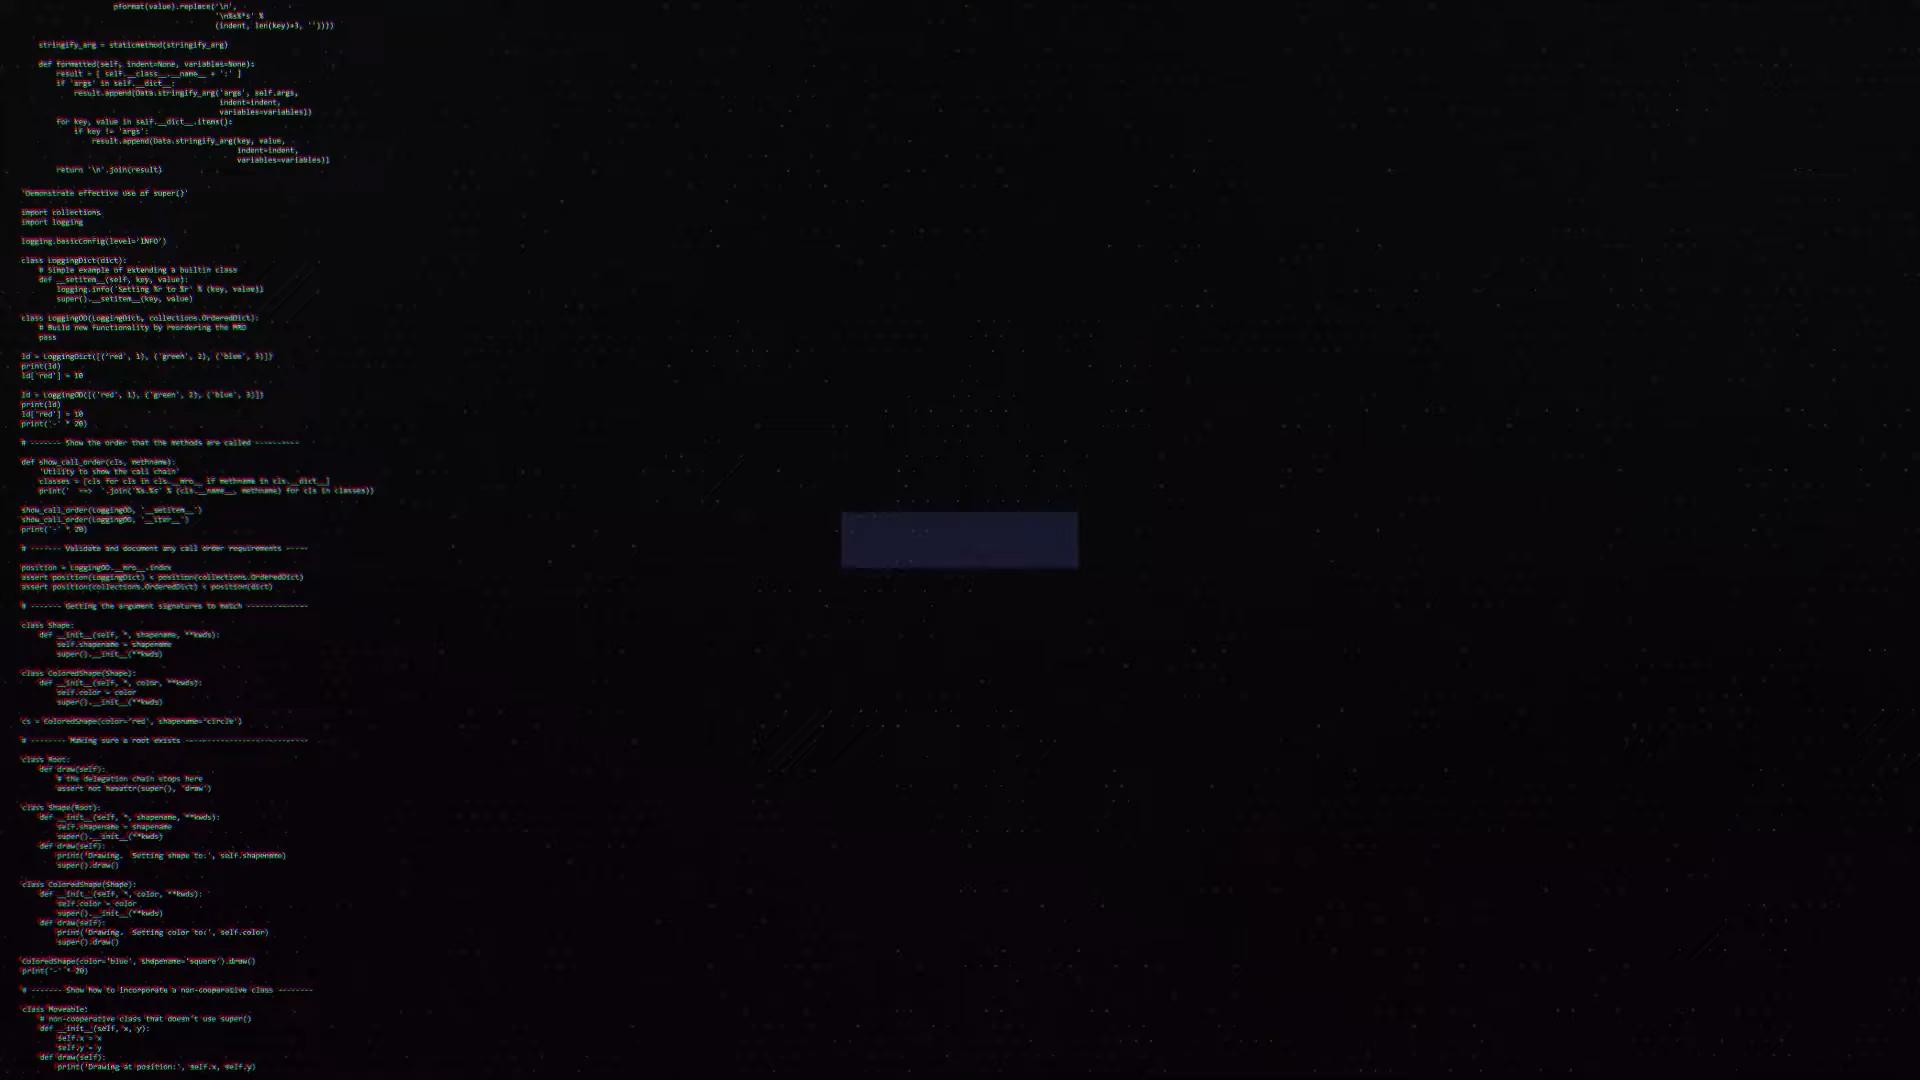 pformat(value).replace('\n',
'\n%s%*s' %
(indent, len(key)+3, ''))))
stringify_arg = staticmethod(stringify_arg)
def formatted(self, indent=None, variables=None):
result = [ self.__class__.__name__ + ':' ]
if 'args' in self.__dict__:
result.append(Data.stringify_arg('args', self.args,
indent=indent,
variables=variables))
for key, value in self.__dict__.items():
if key != 'args':
result.append(Data.stringify_arg(key, value,
indent=indent,
variables=variables))
return '\n'.join(result)
'Demonstrate effective use of super()'
import collections
import logging
logging.basicConfig(level='INFO')
class LoggingDict(dict):
# Simple example of extending a builtin class
def __setitem__(self, key, value):
logging.info('Setting %r to %r' % (key, value))
super().__setitem__(key, value)
class LoggingOD(LoggingDict, collections.OrderedDict):
# Build new functionality by reordering the MRO
pass
ld = LoggingDict([('red', 1), ('green', 2), ('blue', 3)])
print(ld)
ld['red'] = 10
ld = LoggingOD([('red', 1), ('green', 2), ('blue', 3)])
print(ld)
ld['red'] = 10
print('-' * 20)
# ------- Show the order that the methods are called ----------
def show_call_order(cls, methname):
'Utility to show the call chain'
classes = [cls for cls in cls.__mro__ if methname in cls.__dict__]
print('  ==>  '.join('%s.%s' % (cls.__name__, methname) for cls in classes))
show_call_order(LoggingOD, '__setitem__')
show_call_order(LoggingOD, '__iter__')
print('-' * 20)
# ------- Validate and document any call order requirements -----
position = LoggingOD.__mro__.index
assert position(LoggingDict) < position(collections.OrderedDict)
assert position(collections.OrderedDict) < position(dict)
# ------- Getting the argument signatures to match --------------
class Shape:
def __init__(self, *, shapename, **kwds):
self.shapename = shapename
super().__init__(**kwds)
class ColoredShape(Shape):
def __init__(self, *, color, **kwds):
self.color = color
super().__init__(**kwds)
cs = ColoredShape(color='red', shapename='circle')
# -------- Making sure a root exists ----------------------------
class Root:
def draw(self):
# the delegation chain stops here
assert not hasattr(super(), 'draw')
class Shape(Root):
def __init__(self, *, shapename, **kwds):
self.shapename = shapename
super().__init__(**kwds)
def draw(self):
print('Drawing.  Setting shape to:', self.shapename)
super().draw()
class ColoredShape(Shape):
def __init__(self, *, color, **kwds):
self.color = color
super().__init__(**kwds)
def draw(self):
print('Drawing.  Setting color to:', self.color)
super().draw()
ColoredShape(color='blue', shapename='square').draw()
print('-' * 20)
# ------- Show how to incorporate a non-cooperative class --------
class Moveable:
# non-cooperative class that doesn't use super()
def __init__(self, x, y):
self.x = x
self.y = y
def draw(self):
print('Drawing at position:', self.x, self.y)